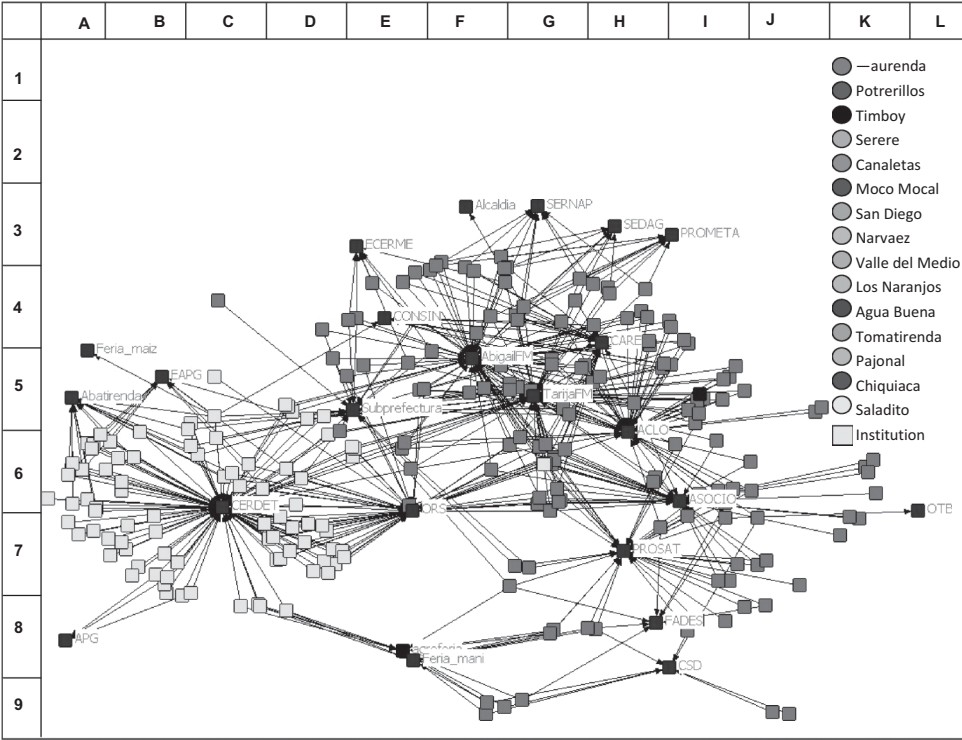 A B C D E F G H I J K L
1
2
3
4
5
6
7
8
9
—aurenda
Potrerillos
Timboy
Serere
Canaletas
Moco Mocal
San Diego
Narvaez
Valle del Medio
Los Naranjos
Agua Buena
Tomatirenda
Pajonal
Chiquiaca
Saladito
Institution
Alcaldia
SERNAP
SEDAG
PROMETA
ECERME
CONSIN
CARE
Feria_maiz
AbigailFM
EAPG
Abatirenda
TarijaFM
Subprefectura
ACLO
CERDET
ORS
ASOCIO
OTB
PROSAT
APG
FADES
Feria_mani
CSD